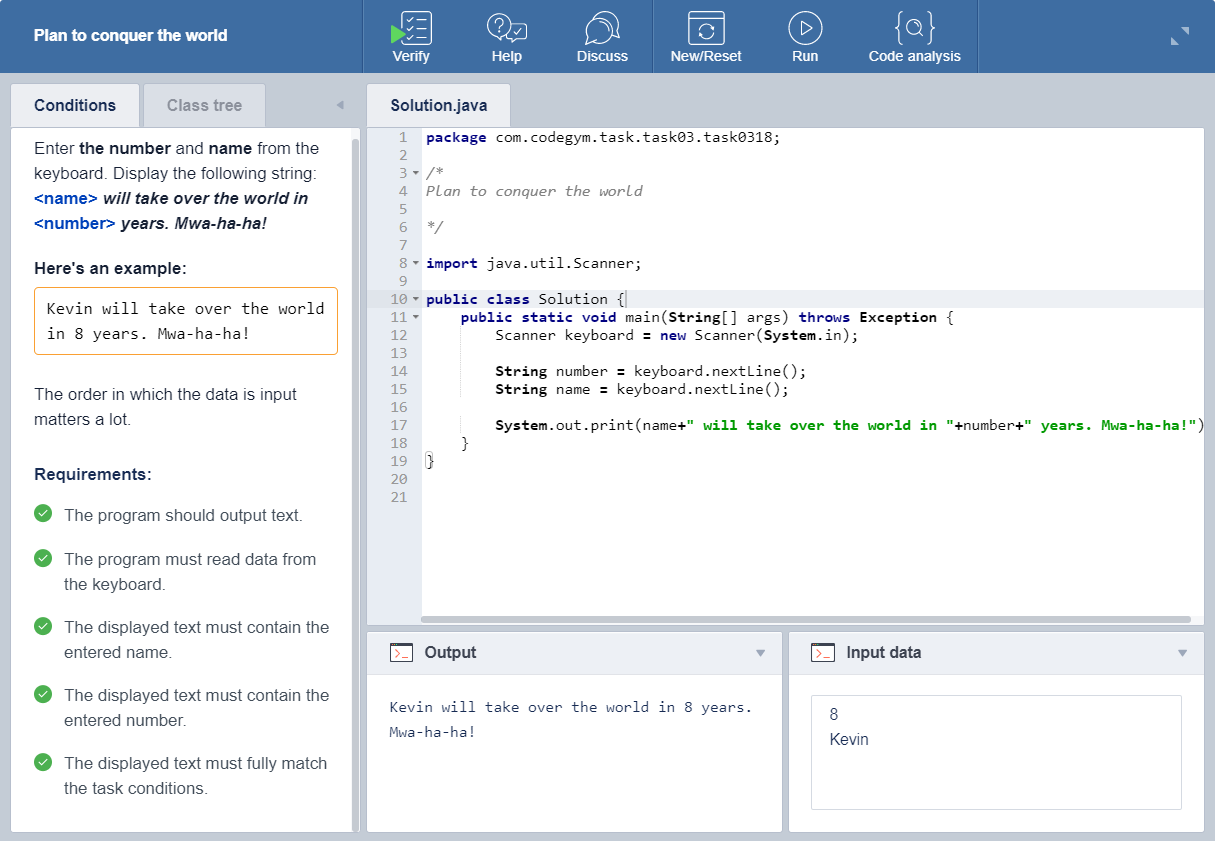 Plan to conquer the world
Verify
Help
Discuss
New/Reset
Run
Code analysis
Conditions
Class tree
Enter the number and name from the
keyboard. Display the following string:
<name> will take over the world in
<number> years. Mwa-ha-ha!
Here's an example:
Kevin will take over the world
in 8 years. Mwa-ha-ha!
The order in which the data is input
matters a lot.
Requirements:
The program should output text.
The program must read data from
the keyboard.
The displayed text must contain the
entered name.
The displayed text must contain the
entered number.
The displayed text must fully match
the task conditions.
Solution.java
1 package com.codegym.task.task03.task0318;
2
3 /*
4 Plan to conquer the world
5
6 */
7
8 import java.util.Scanner;
9
10 public class Solution {
11     public static void main(String[] args) throws Exception {
12         Scanner keyboard = new Scanner(System.in);
13
14         String number = keyboard.nextLine();
15         String name = keyboard.nextLine();
16
17         System.out.print(name+" will take over the world in "+number+" years. Mwa-ha-ha!")
18     }
19 }
20
21
Output
Kevin will take over the world in 8 years.
Mwa-ha-ha!
Input data
8
Kevin